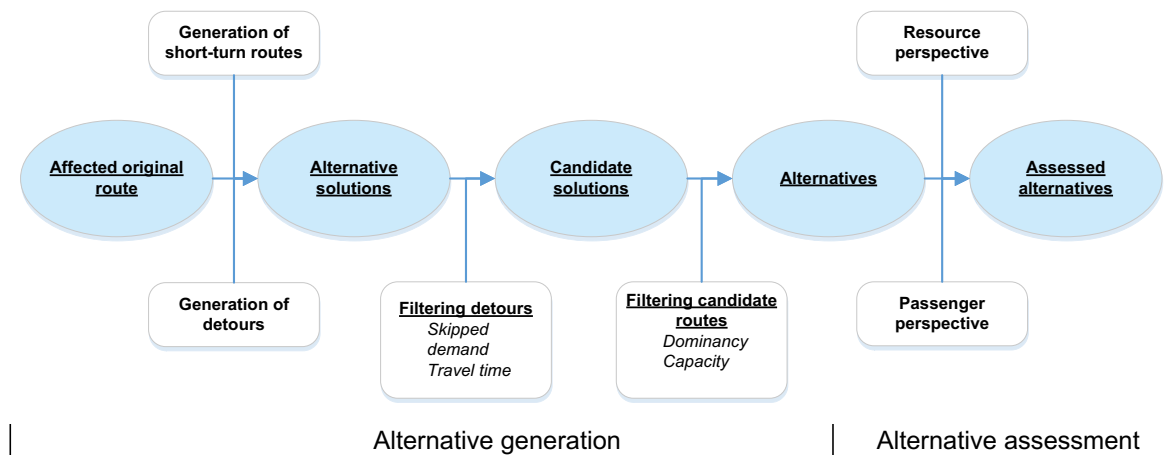 Generation of
short-turn routes
Resource
perspective
Affected original
route
Alternative
solutions
Candidate
solutions
Alternatives
Assessed
alternatives
Generation of
detours
Filtering detours
Skipped
demand
Travel time
Filtering candidate
routes
Dominancy
Capacity
Passenger
perspective
Alternative generation
Alternative assessment